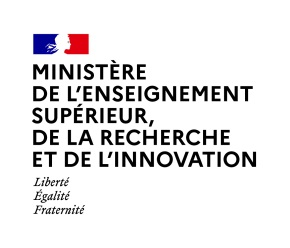 MINISTÈRE
DE L'ENSEIGNEMENT
SUPÉRIEUR,
DE LA RECHERCHE
ET DE L'INNOVATION
Liberté
Égalité
Fraternité